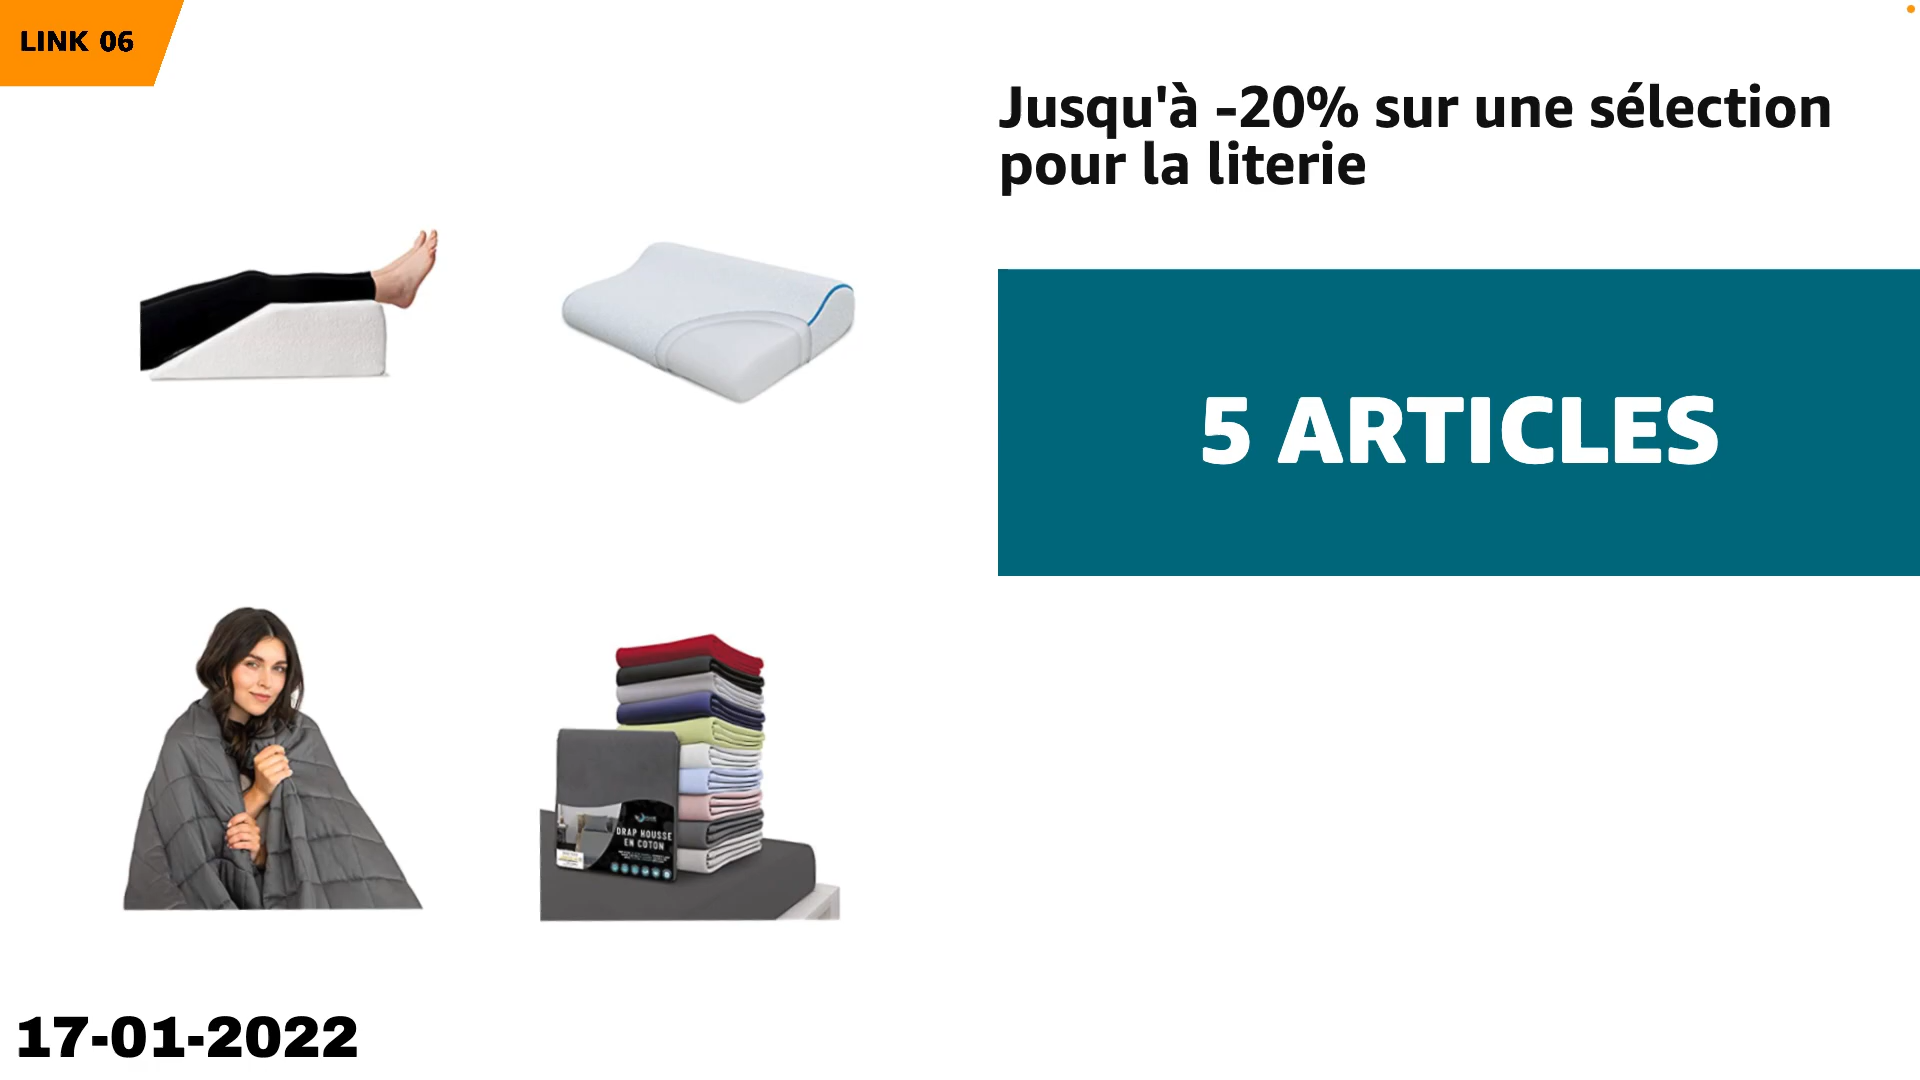 LINK 06
Jusqu'à -20% sur une sélection
pour la literie
5 ARTICLES
DRAP HOUSSE
EN COTON
17-01-2022